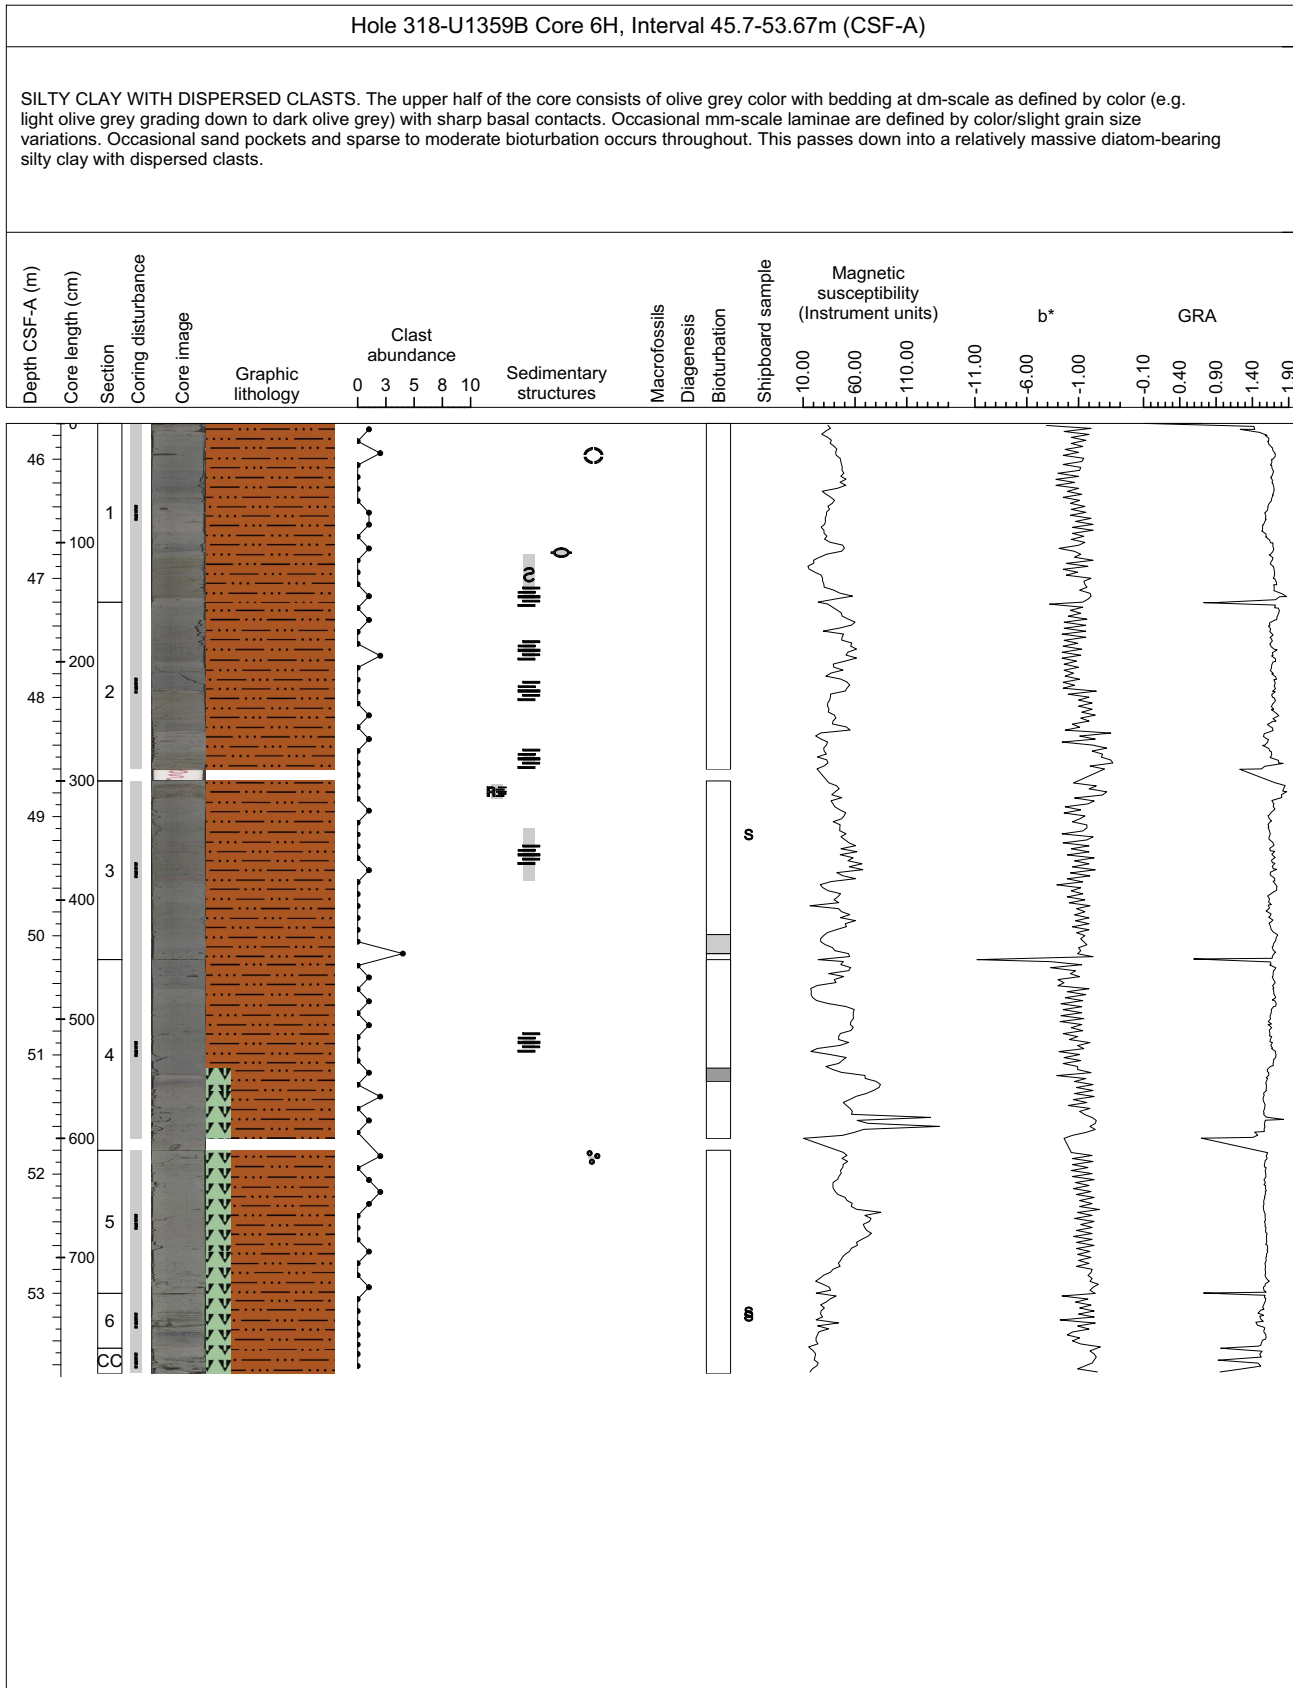 Hole 318-U1359B Core 6H, Interval 45.7-53.67m (CSF-A)
SILTY CLAY WITH DISPERSED CLASTS. The upper half of the core consists of olive grey color with bedding at dm-scale as defined by color (e.g.
light olive grey grading down to dark olive grey) with sharp basal contacts. Occasional mm-scale laminae are defined by color/slight grain size
variations. Occasional sand pockets and sparse to moderate bioturbation occurs throughout. This passes down into a relatively massive diatom-bearing
silty clay with dispersed clasts.
Depth CSF-A (m)
Core length (cm)
Section
Coring disturbance
Core image
Graphic
lithology
Clast
abundance
0 3 5 8 10
Sedimentary
structures
Macrofossils
Diagenesis
Bioturbation
Shipboard sample
Magnetic
susceptibility
(Instrument units)
10.00
60.00
110.00
b*
-11.00
-6.00
-1.00
GRA
-0.10
0.40
0.90
1.40
1.90
0
46
1
100
47
200
2
48
300
49
S
3
400
50
500
51
4
600
52
5
700
53
6
S
S
CC